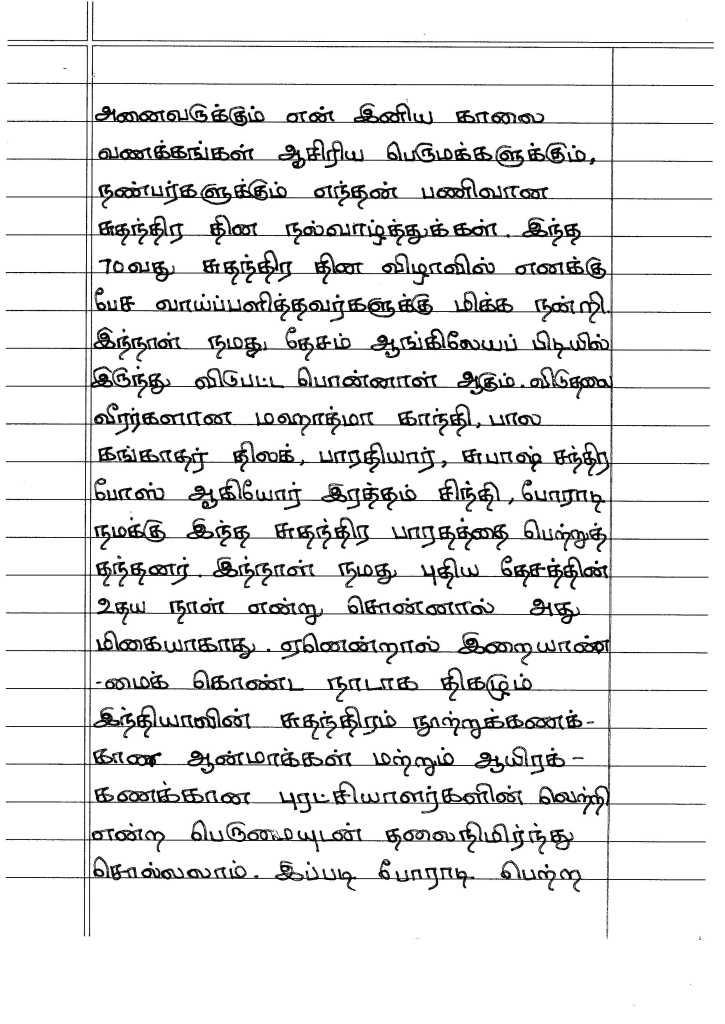 அனைவருக்கும் என் இனிய காலை
வணக்கங்கள் ஆசிரிய பெருமக்களுக்கும்,
நண்பர்களுக்கும் எந்தன் பணிவான
சுதந்திர தின நல்வாழ்த்துக்கள். இந்த
70வது சுதந்திர தின விழாவில் எனக்கு
பேச வாய்ப்பளித்தவர்களுக்கு மிக்க நன்றி.
இந்நாள் நமது தேசம் ஆங்கிலேயப் பிடியில்
இருந்து விடுபட்ட பொன்னாள் ஆகும். விடுதலை
வீரர்களான மஹாத்மா காந்தி, பால
கங்காதர் திலக், பாரதியார், சுபாஷ் சந்திர
போஸ் ஆகியோர் இரத்தம் சிந்தி, போராடி
நமக்கு இந்த சுதந்திர பாரதத்தை பெற்றுத்
தந்தனர். இந்நாள் நமது புதிய தேசத்தின்
உதய நாள் என்று சொன்னால் அது
மிகையாகாது. ஏனென்றால் இறையாண்
-மைக் கொண்ட நாடாக திகழும்
இந்தியாவின் சுதந்திரம் நூற்றுக்கணக்-
கான ஆன்மாக்கள் மற்றும் ஆயிரக்-
கணக்கான புரட்சியாளர்களின் வெற்றி
என்ற பெருமையுடன் தலைநிமிர்ந்து
சொல்லலாம். இப்படி போராடி பெற்ற